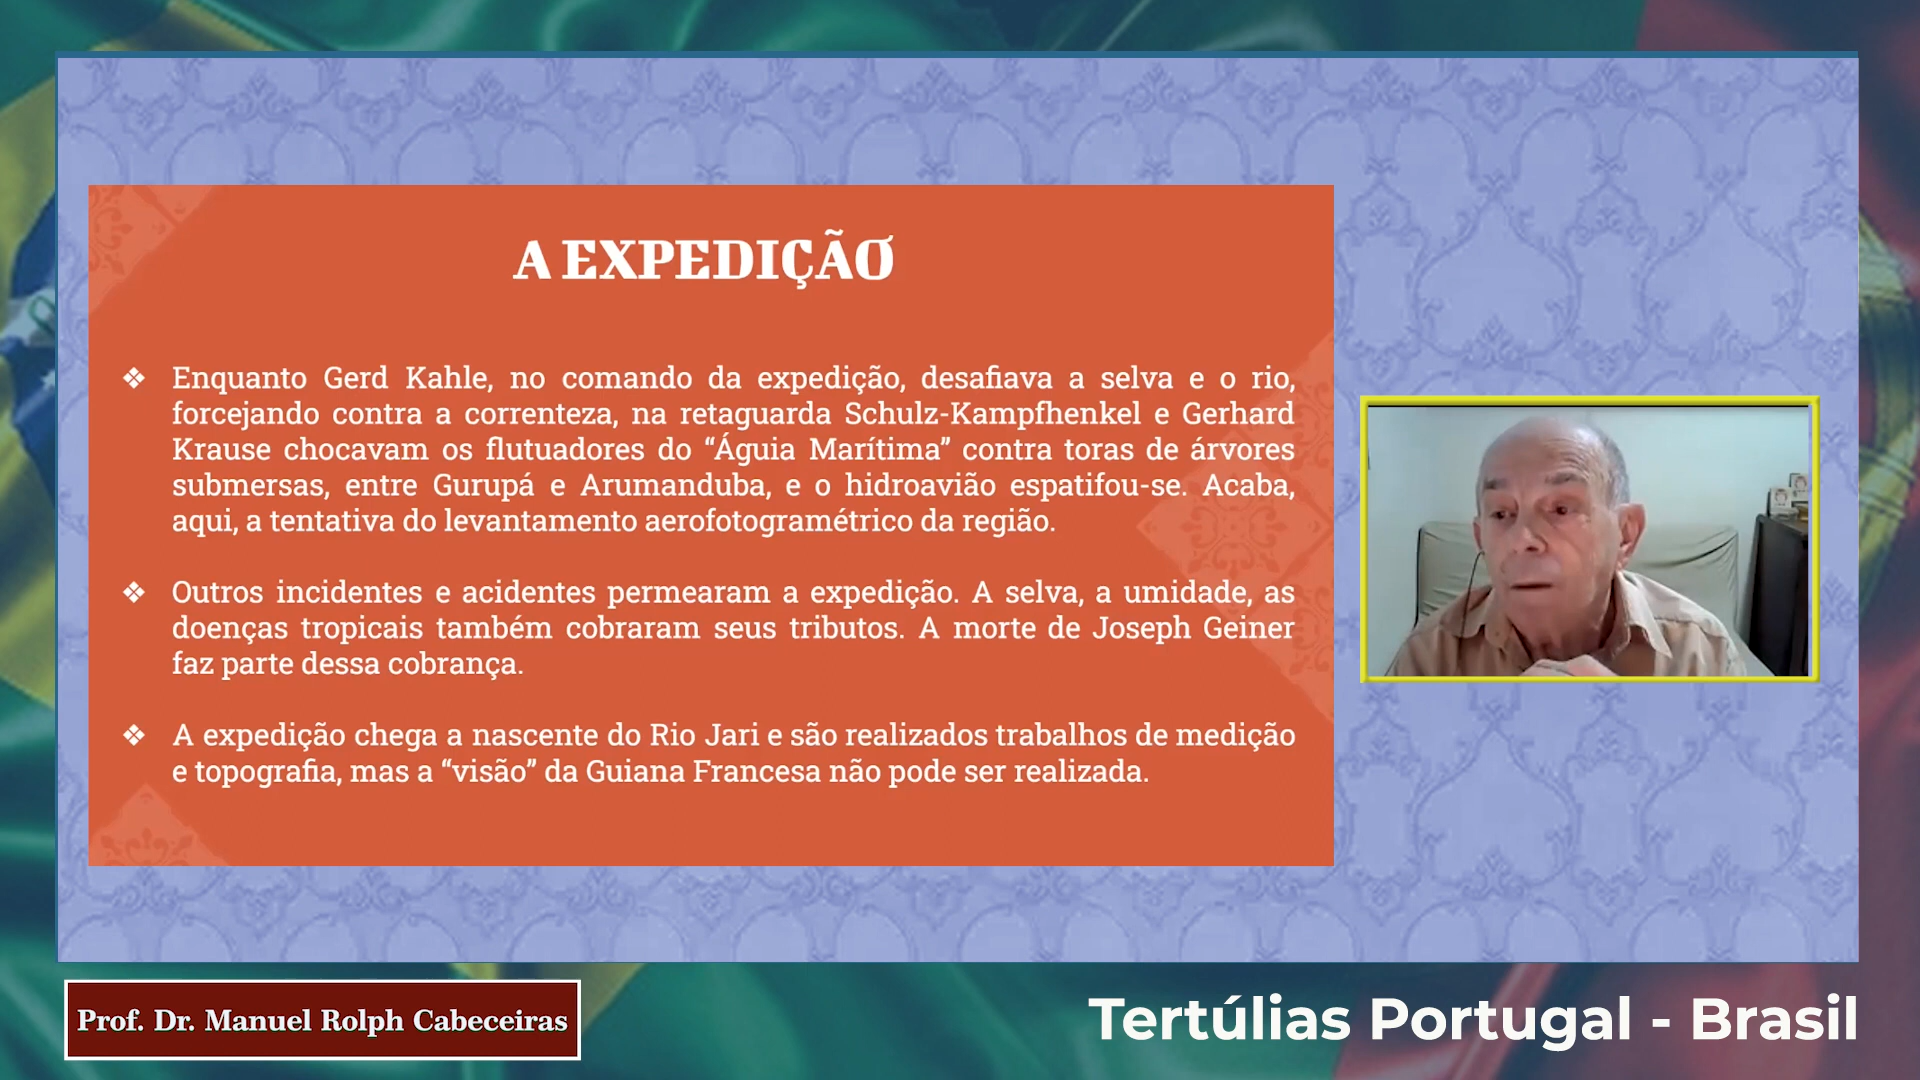 A EXPEDIÇÃO
❖ Enquanto Gerd Kahle, no comando da expedição, desafiava a selva e o rio,
forcejando contra a correnteza, na retaguarda Schulz-Kampfhenkel e Gerhard
Krause chocavam os flutuadores do “Águia Marítima” contra toras de árvores
submersas, entre Gurupá e Arumanduba, e o hidroavião espatifou-se. Acaba,
aqui, a tentativa do levantamento aerofotogramétrico da região.
❖ Outros incidentes e acidentes permearam a expedição. A selva, a umidade, as
doenças tropicais também cobraram seus tributos. A morte de Joseph Geiner
faz parte dessa cobrança.
❖ A expedição chega a nascente do Rio Jari e são realizados trabalhos de medição
e topografia, mas a “visão” da Guiana Francesa não pode ser realizada.
Prof. Dr. Manuel Rolph Cabeceiras
Tertúlias Portugal - Brasil